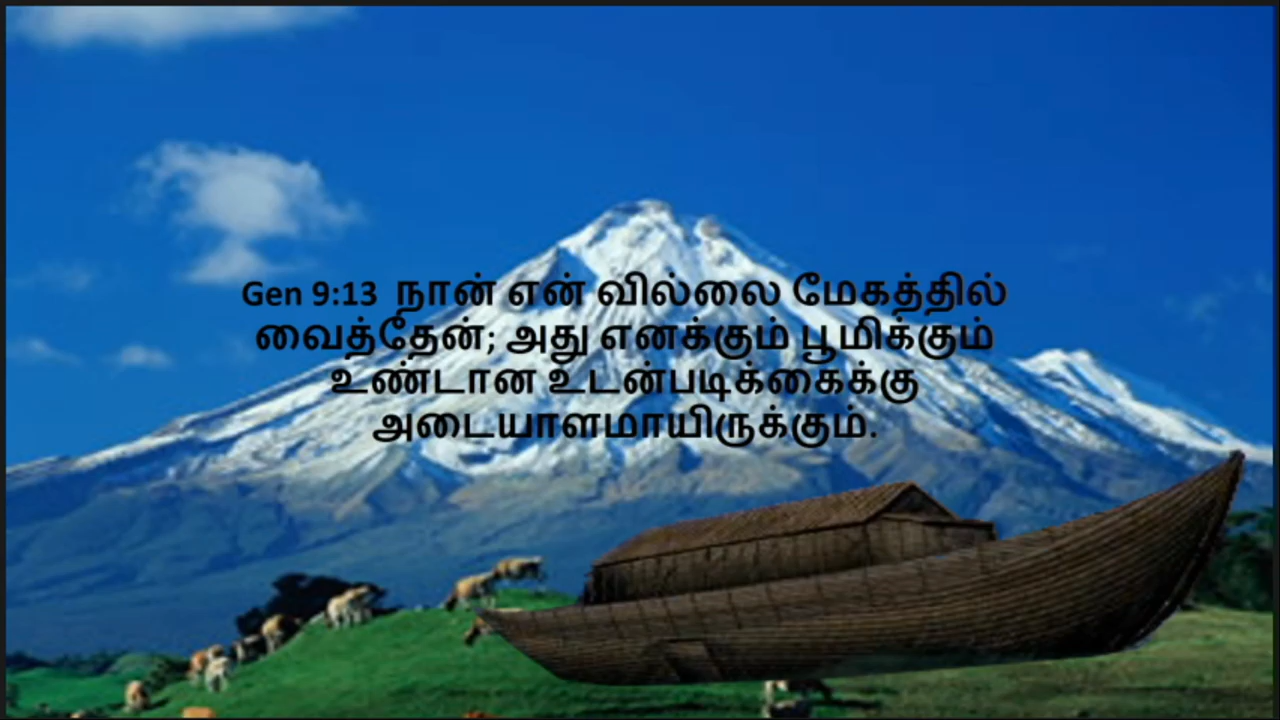 Gen 9:13 நான் என் வில்லை மேகத்தில்
வைத்தேன்; அது எனக்கும் பூமிக்கும்
உண்டான உடன்படிக்கைக்கு
அடையாளமாயிருக்கும்.